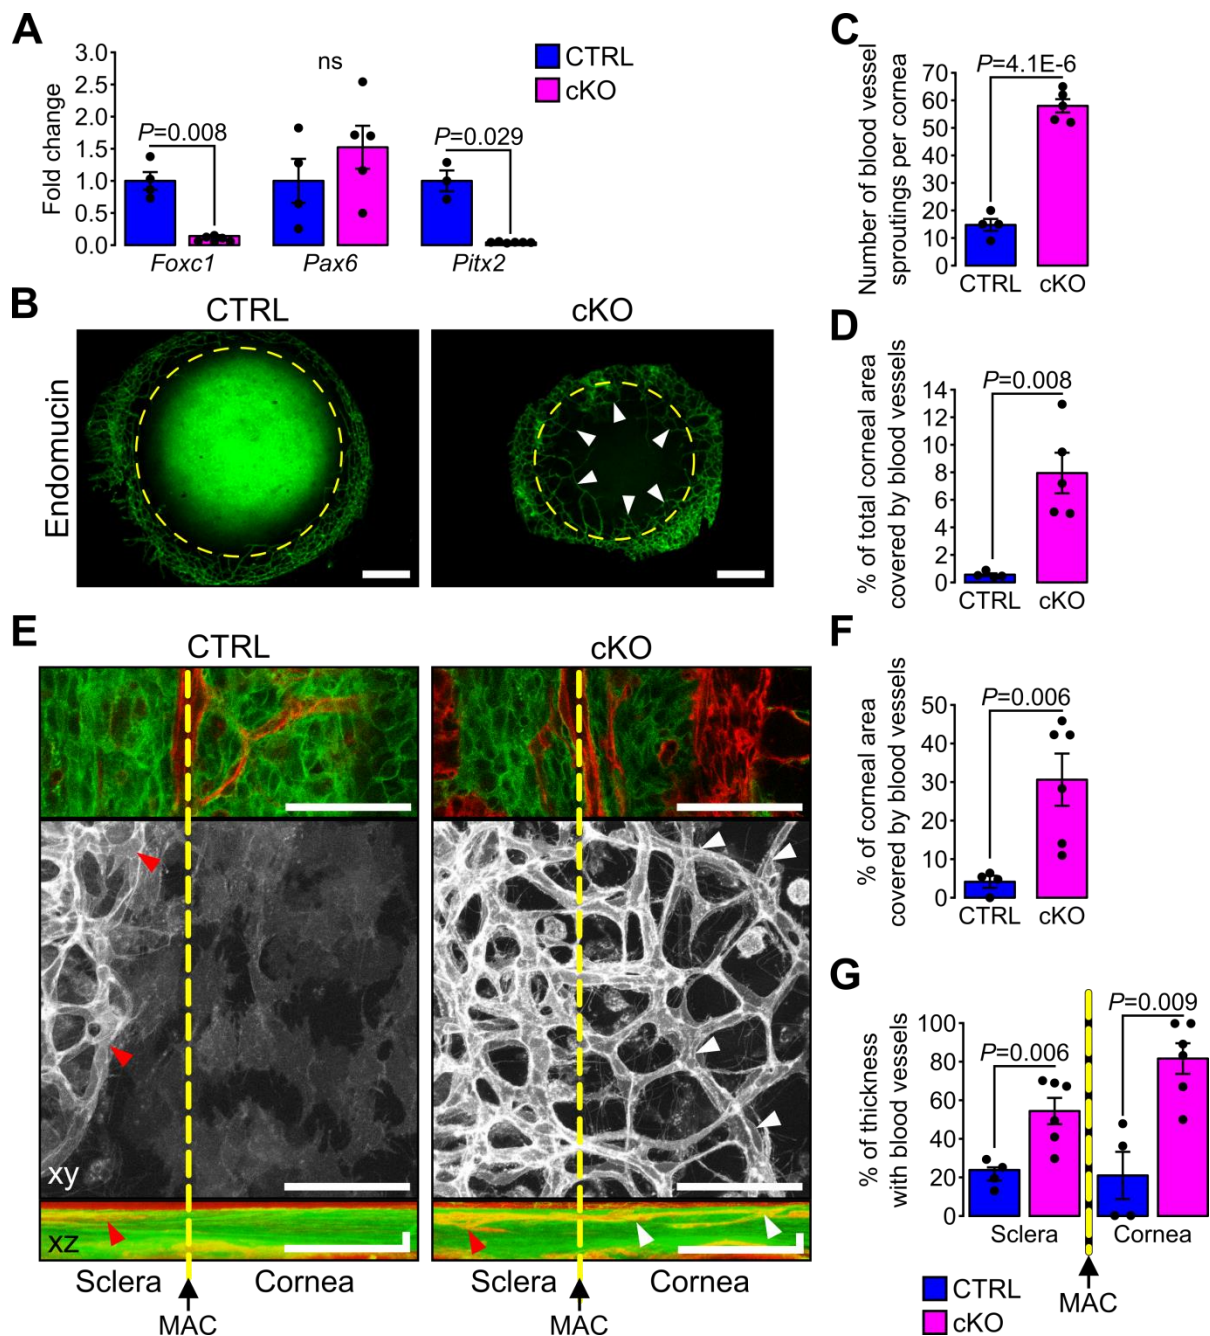 A
Fold change
3.0
2.5
2.0
1.5
1.0
0.5
0.0
P=0.008
ns
P=0.029
Foxc1
Pax6
Pitx2
CTRL
cKO
B
CTRL
cKO
Endomucin
C
Number of blood vessel
sproutings per cornea
70
60
50
40
30
20
10
0
P=4.1E-6
CTRL
cKO
D
% of total corneal area
covered by blood vessels
14
12
10
8
6
4
2
0
P=0.008
CTRL
cKO
E
CTRL
cKO
xy
xz
Sclera
Cornea
MAC
Sclera
Cornea
MAC
F
% of corneal area
covered by blood vessels
50
40
30
20
10
0
P=0.006
CTRL
cKO
G
% of thickness
with blood vessels
100
80
60
40
20
0
P=0.006
P=0.009
Sclera
Cornea
MAC
CTRL
cKO